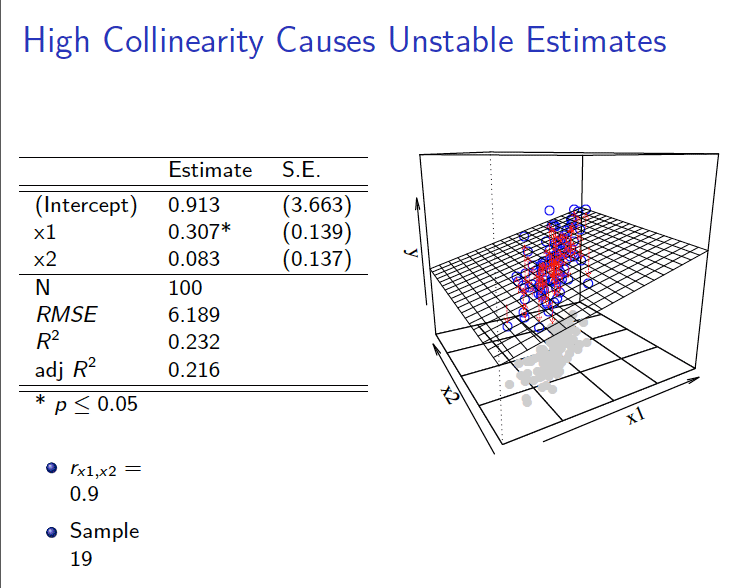 High Collinearity Causes Unstable Estimates
Estimate S.E.
(Intercept) 0.913 (3.663)
x1 0.307* (0.139)
x2 0.083 (0.137)
N 100
RMSE 6.189
R² 0.232
adj R² 0.216
* p ≤ 0.05
r_{x1,x2} =
0.9
Sample
19
y
x2
x1